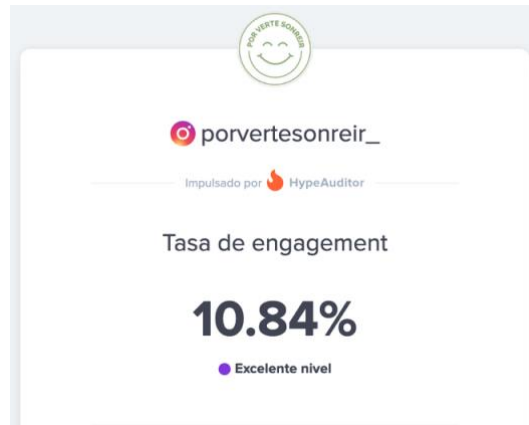 POR VERTE SONREIR
porvertesonreir_
Impulsado por HypeAuditor
Tasa de engagement
10.84%
Excelente nivel